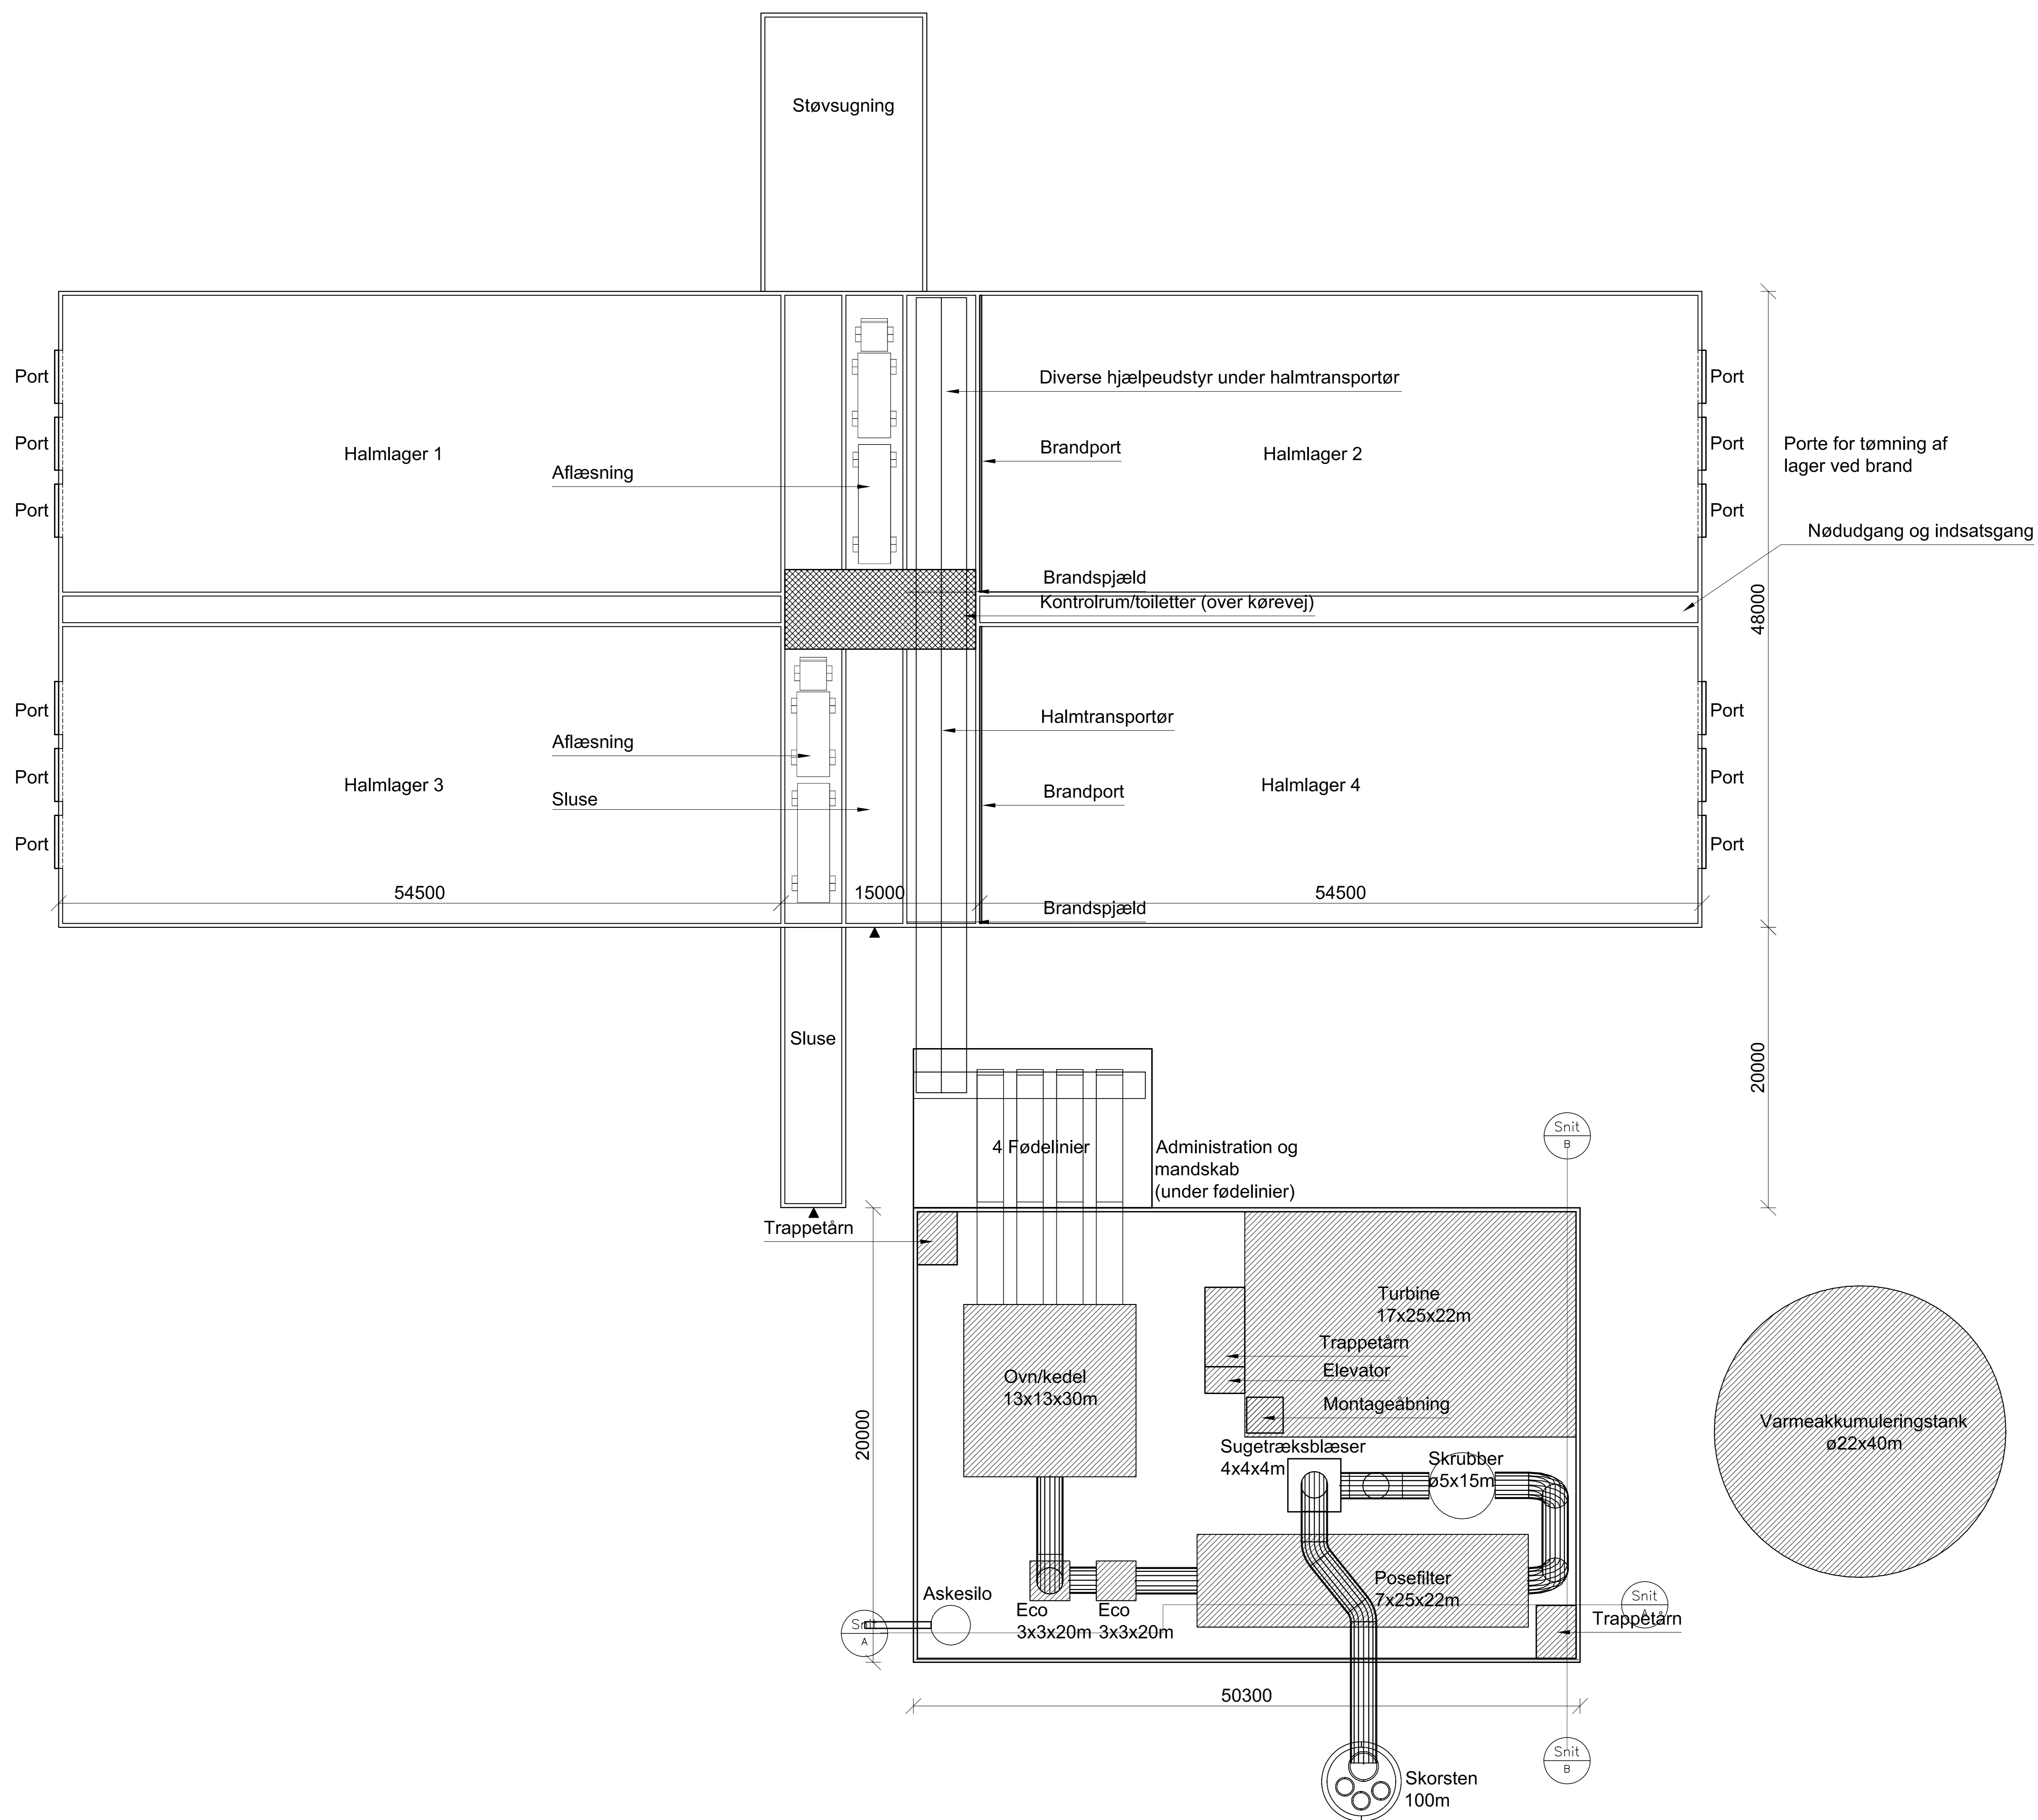 Støvsugning
Port
Diverse hjælpeudstyr under halmtransportør
Port
Port
Halmlager 1
Aflæsning
Brandport
Halmlager 2
Port
Porte for tømning af
lager ved brand
Port
Port
Nødudgang og indsatsgang
Brandspjæld
Kontrolrum/toiletter (over kørevej)
48000
Port
Halmtransportør
Port
Aflæsning
Port
Halmlager 3
Sluse
Brandport
Halmlager 4
Port
Port
Port
54500
15000
54500
Brandspjæld
Sluse
20000
4 Fødelinier
Administration og
mandskab
(under fødelinier)
Snit
B
Trappetårn
Turbine
17x25x22m
Trappetårn
Elevator
Montageåbning
Ovn/kedel
13x13x30m
20000
Varmeakkumuleringstank
ø22x40m
Sugetræksblæser
4x4x4m
Skrubber
ø5x15m
Posefilter
7x25x22m
Askesilo
Eco
3x3x20m
Eco
3x3x20m
Snit
A
Snit
A
Trappetårn
50300
Snit
B
Skorsten
100m